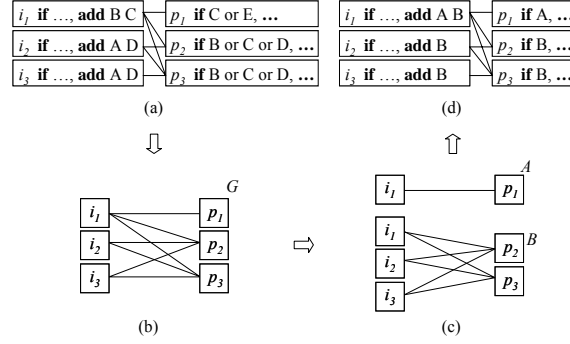 i1 if …, add B C    p1 if C or E, …
i2 if …, add A D    p2 if B or C or D, …
i3 if …, add A D    p3 if B or C or D, …
(a)
i1 if …, add A B    p1 if A, …
i2 if …, add B    p2 if B, …
i3 if …, add B    p3 if B, …
(d)
G
i1    p1
i2    p2
i3    p3
(b)
A
i1    p1
i1
B
i2    p2
i3    p3
(c)